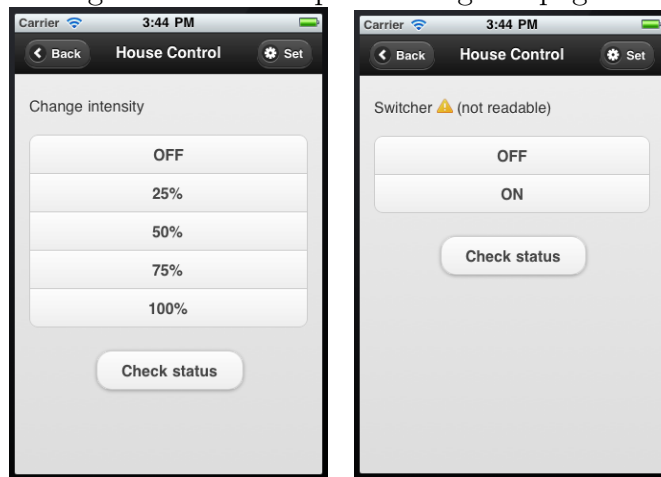 Carrier 3:44 PM
Back House Control Set
Change intensity
OFF
25%
50%
75%
100%
Check status
Carrier 3:44 PM
Back House Control Set
Switcher (not readable)
OFF
ON
Check status